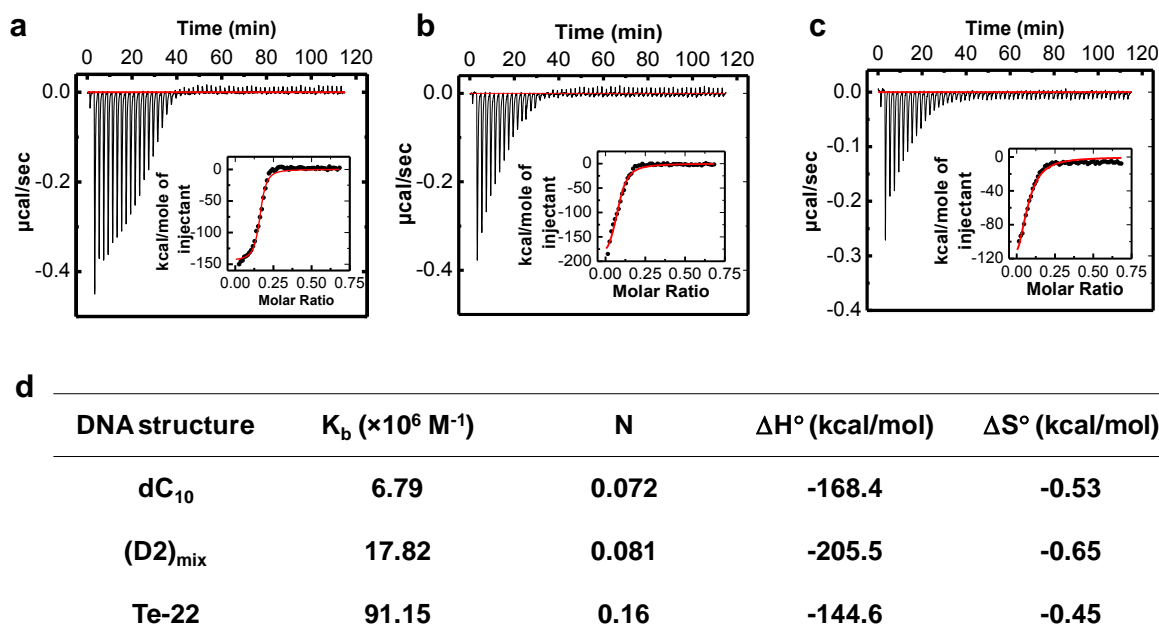 a
Time (min)
0 20 40 60 80 100 120
0.0
-0.2
-0.4
µcal/sec
kcal/mole of
injectant
0
-50
-100
-150
0.00 0.25 0.50 0.75
Molar Ratio
b
Time (min)
0 20 40 60 80 100 120
0.0
-0.2
-0.4
µcal/sec
kcal/mole of
injectant
0
-50
-100
-150
-200
0.00 0.25 0.50 0.75
Molar Ratio
c
Time (min)
0 20 40 60 80 100 120
0.0
-0.1
-0.2
-0.3
-0.4
µcal/sec
kcal/mole of
injectant
0
-40
-80
-120
0.00 0.25 0.50 0.75
Molar Ratio
d
DNA structure K_b (×10⁶ M⁻¹) N ΔH° (kcal/mol) ΔS° (kcal/mol)
dC₁₀ 6.79 0.072 -168.4 -0.53
(D2)_mix 17.82 0.081 -205.5 -0.65
Te-22 91.15 0.16 -144.6 -0.45